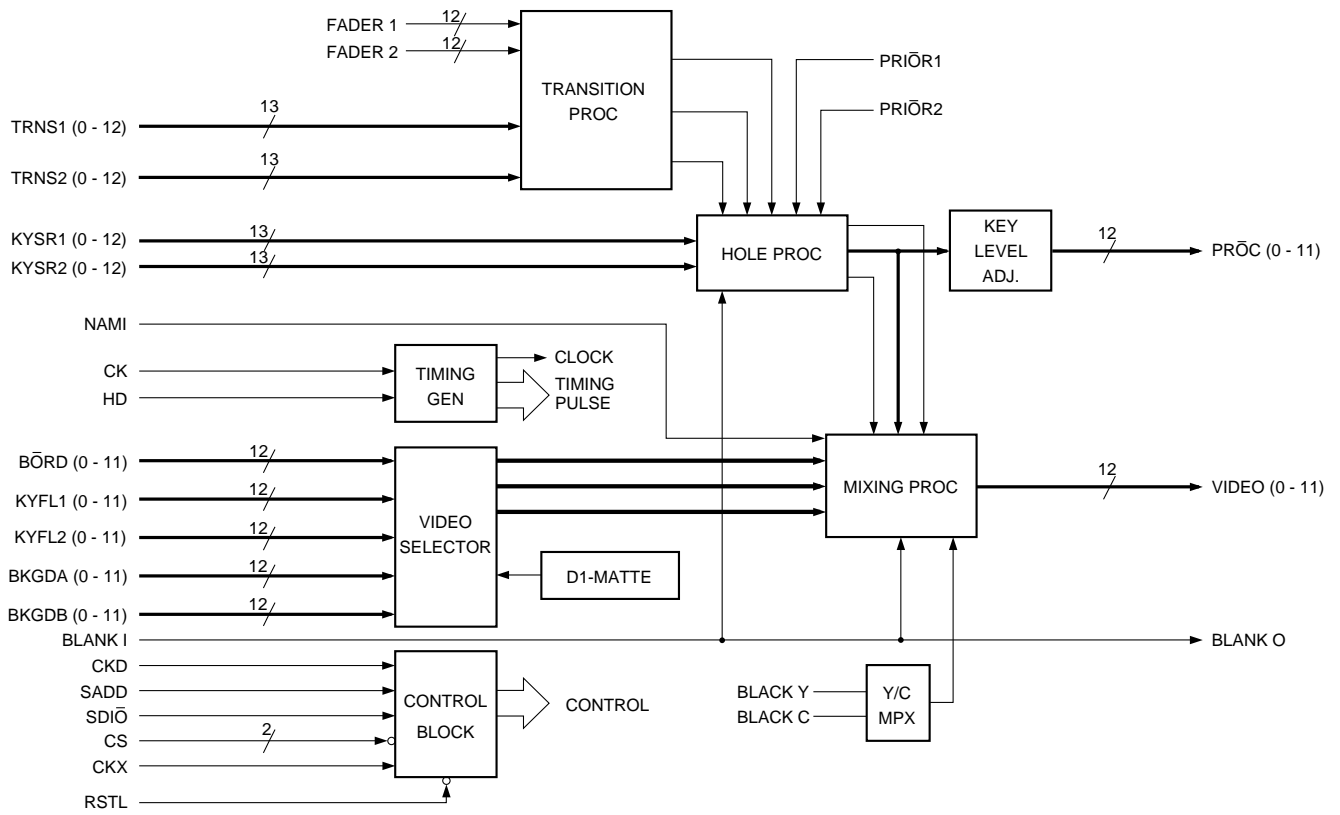 FADER 1
12
FADER 2
12
TRANSITION
PROC
PRIŌR1
PRIŌR2
TRNS1 (0 - 12)
13
TRNS2 (0 - 12)
13
KYSR1 (0 - 12)
13
KYSR2 (0 - 12)
13
HOLE PROC
KEY
LEVEL
ADJ.
12
PRŌC (0 - 11)
NAMI
CK
HD
TIMING
GEN
CLOCK
TIMING
PULSE
BŌRD (0 - 11)
12
KYFL1 (0 - 11)
12
KYFL2 (0 - 11)
12
BKGDA (0 - 11)
12
BKGDB (0 - 11)
12
VIDEO
SELECTOR
D1-MATTE
MIXING PROC
12
VIDEO (0 - 11)
BLANK I
BLANK O
CKD
SADD
SDIŌ
CS
2
CKX
RSTL
CONTROL
BLOCK
CONTROL
BLACK Y
BLACK C
Y/C
MPX